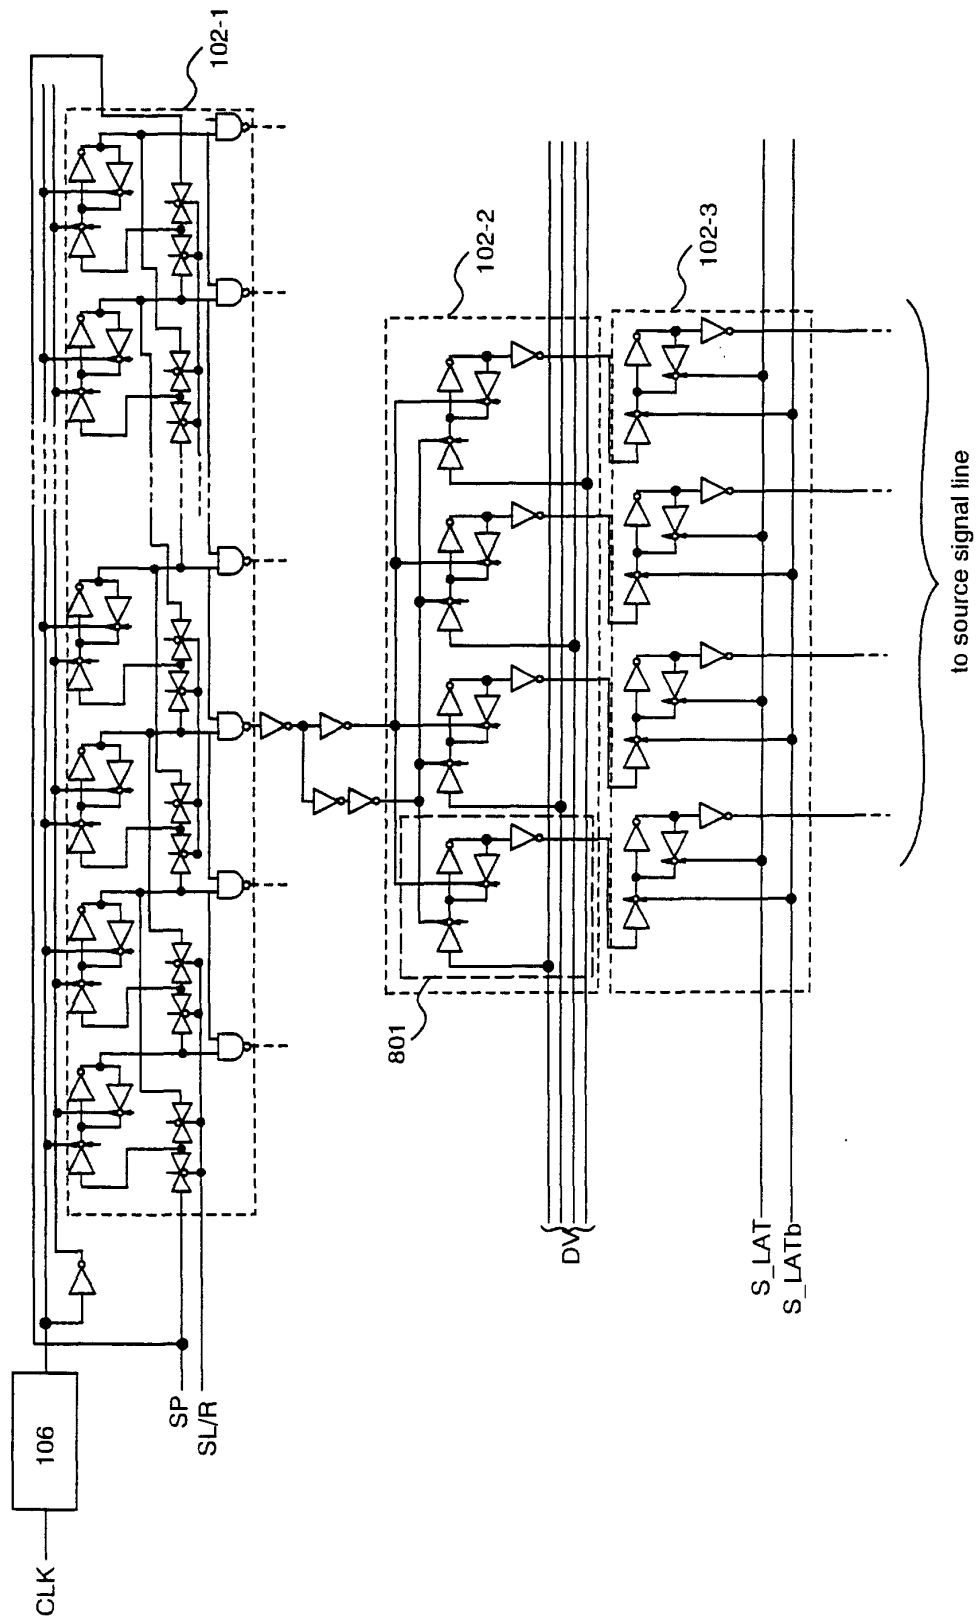 CLK
106
SP
SL/R
102-1
102-2
102-3
801
DV
S_LAT
S_LATb
to source signal line